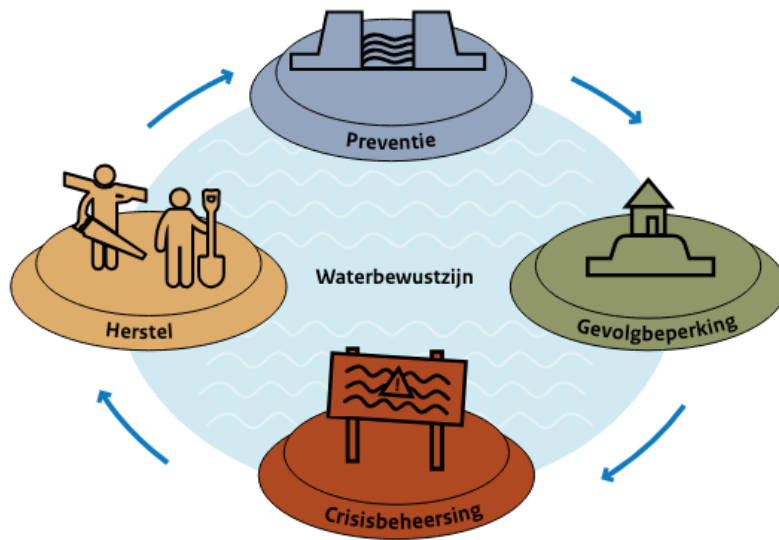 Preventie
Waterbewustzijn
Herstel
Gevolgbeperking
Crisisbeheersing